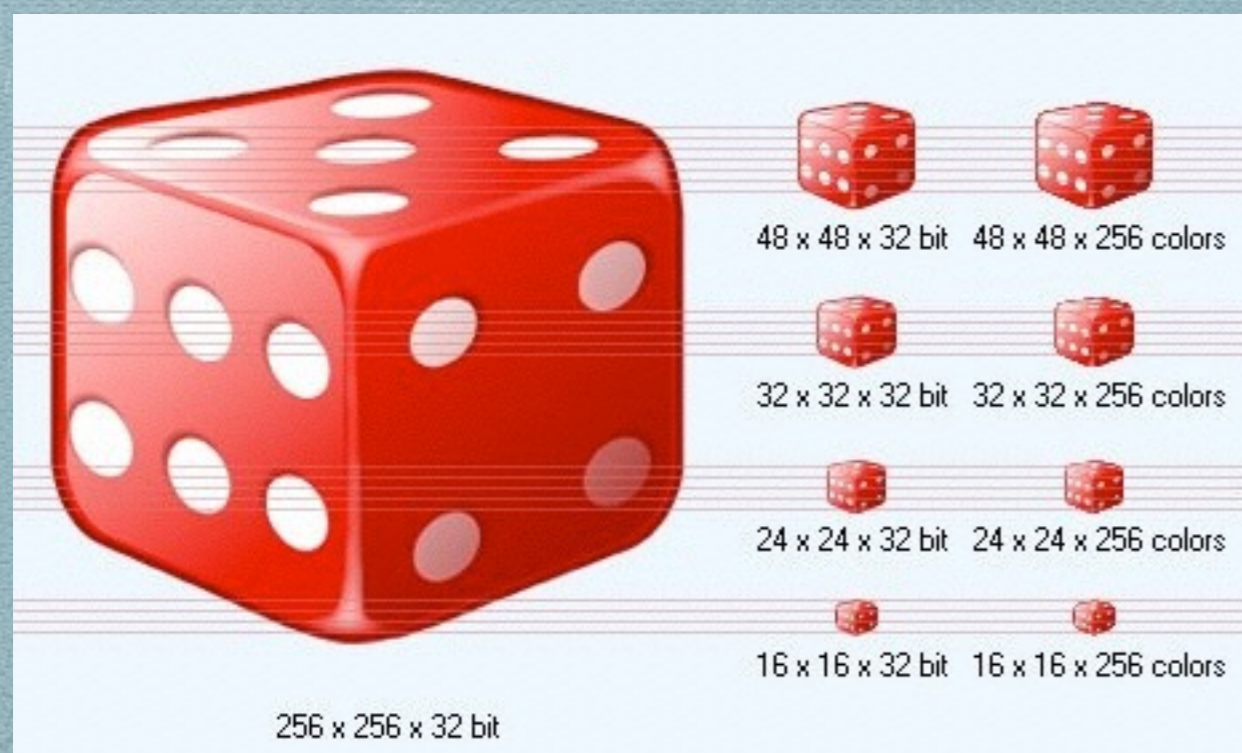 48 x 48 x 32 bit 48 x 48 x 256 colors
32 x 32 x 32 bit 32 x 32 x 256 colors
24 x 24 x 32 bit 24 x 24 x 256 colors
16 x 16 x 32 bit 16 x 16 x 256 colors
256 x 256 x 32 bit